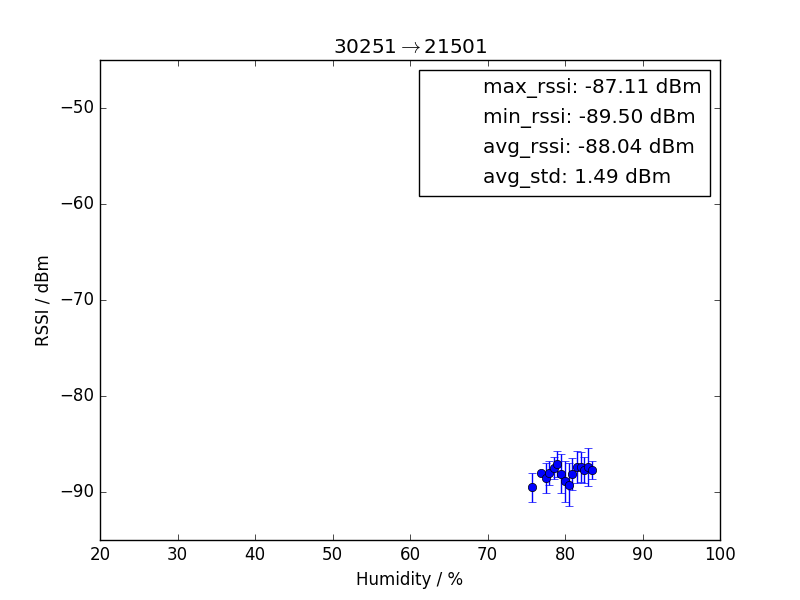 30251→21501
max_rssi: -87.11 dBm
min_rssi: -89.50 dBm
avg_rssi: -88.04 dBm
avg_std: 1.49 dBm
RSSI / dBm
−50
−60
−70
−80
−90
20 30 40 50 60 70 80 90 100
Humidity / %